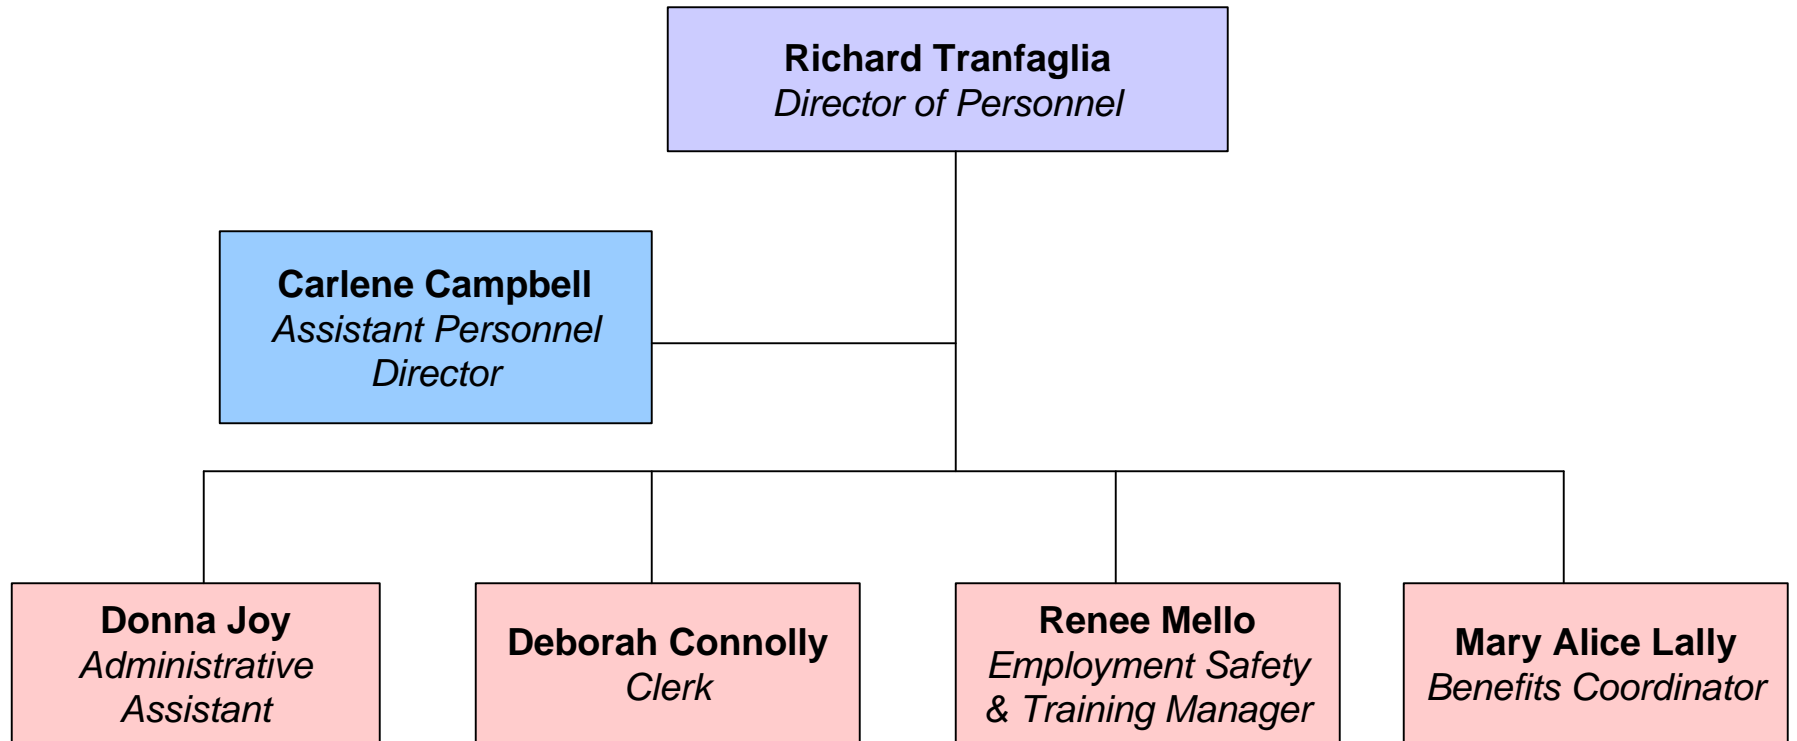 Richard Tranfaglia
Director of Personnel
Carlene Campbell
Assistant Personnel
Director
Donna Joy
Administrative
Assistant
Deborah Connolly
Clerk
Renee Mello
Employment Safety
& Training Manager
Mary Alice Lally
Benefits Coordinator